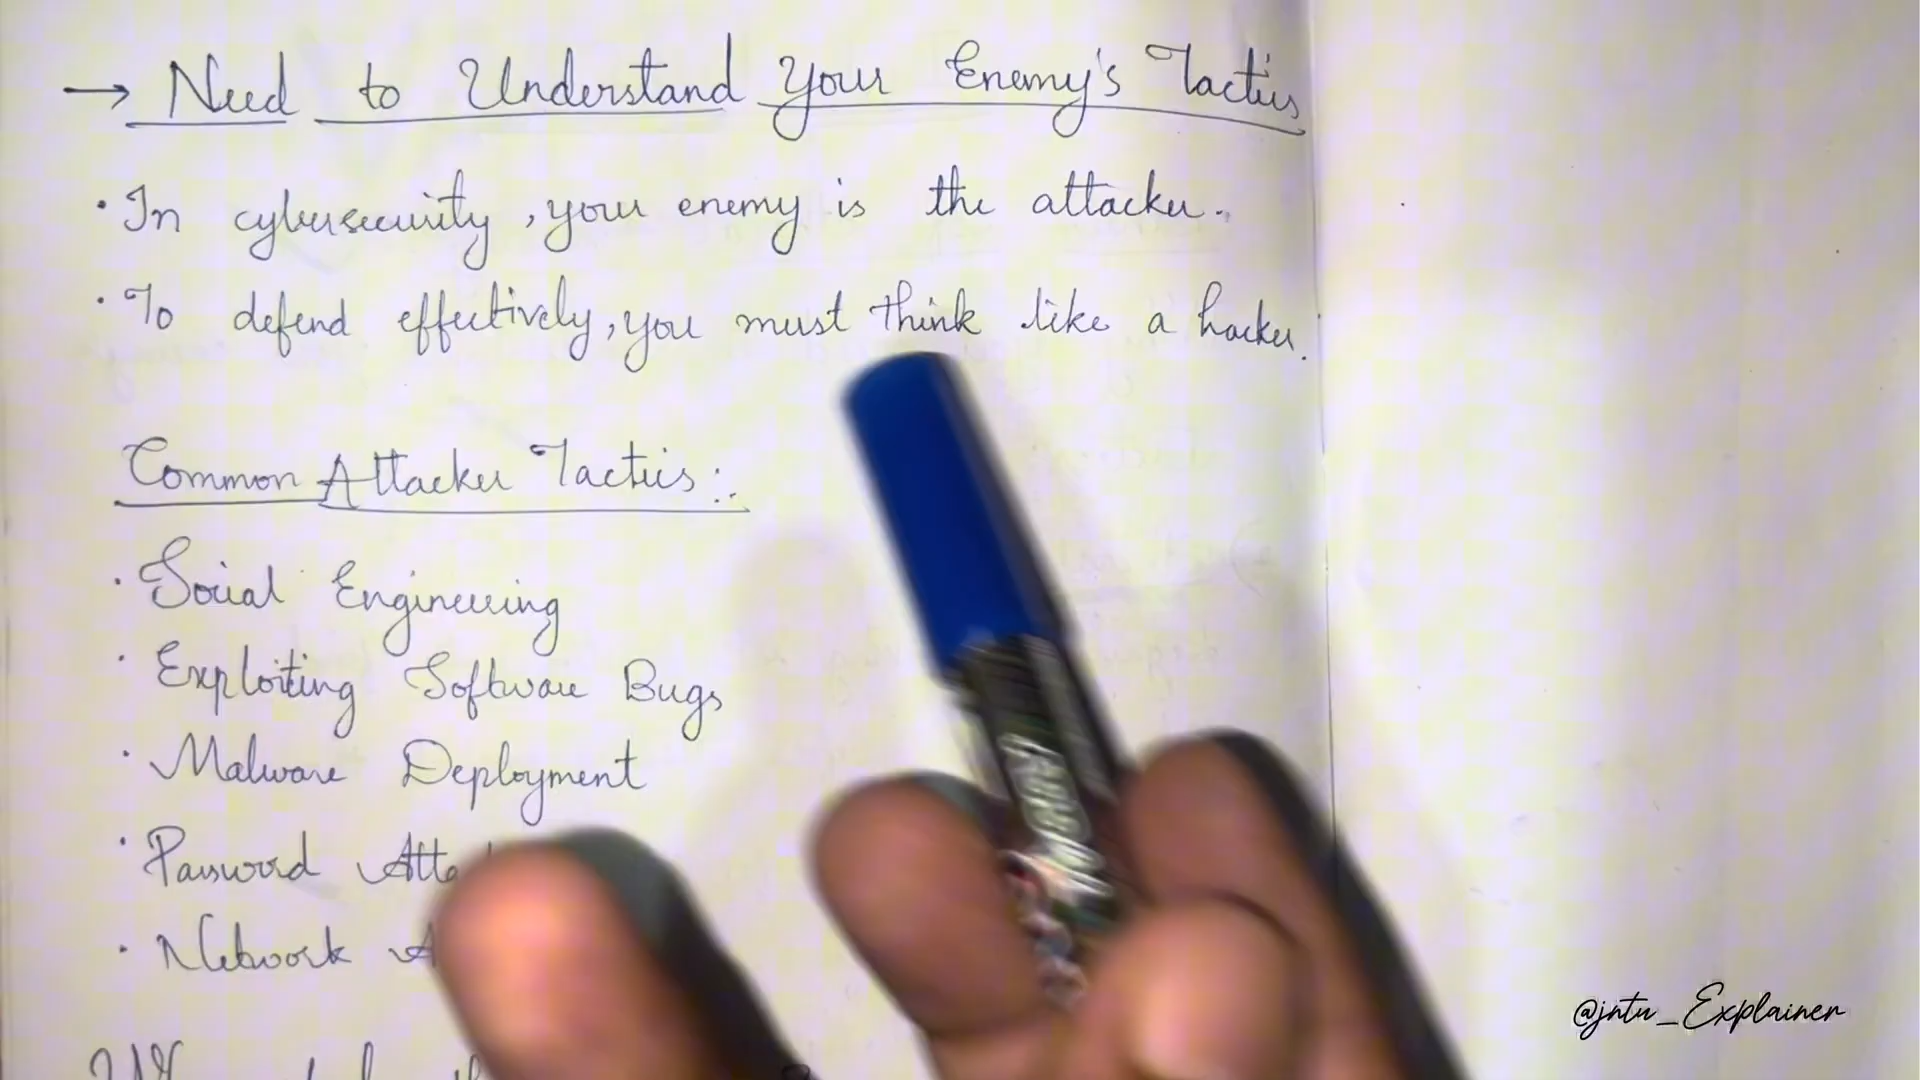 → Need to Understand Your Enemy's Tactics
• In cybersecurity, your enemy is the attacker.
• To defend effectively, you must think like a hacker.
Common Attacker Tactics:
• Social Engineering
• Exploiting Software Bugs
• Malware Deployment
• Password
• Network
@jntu_Explainer